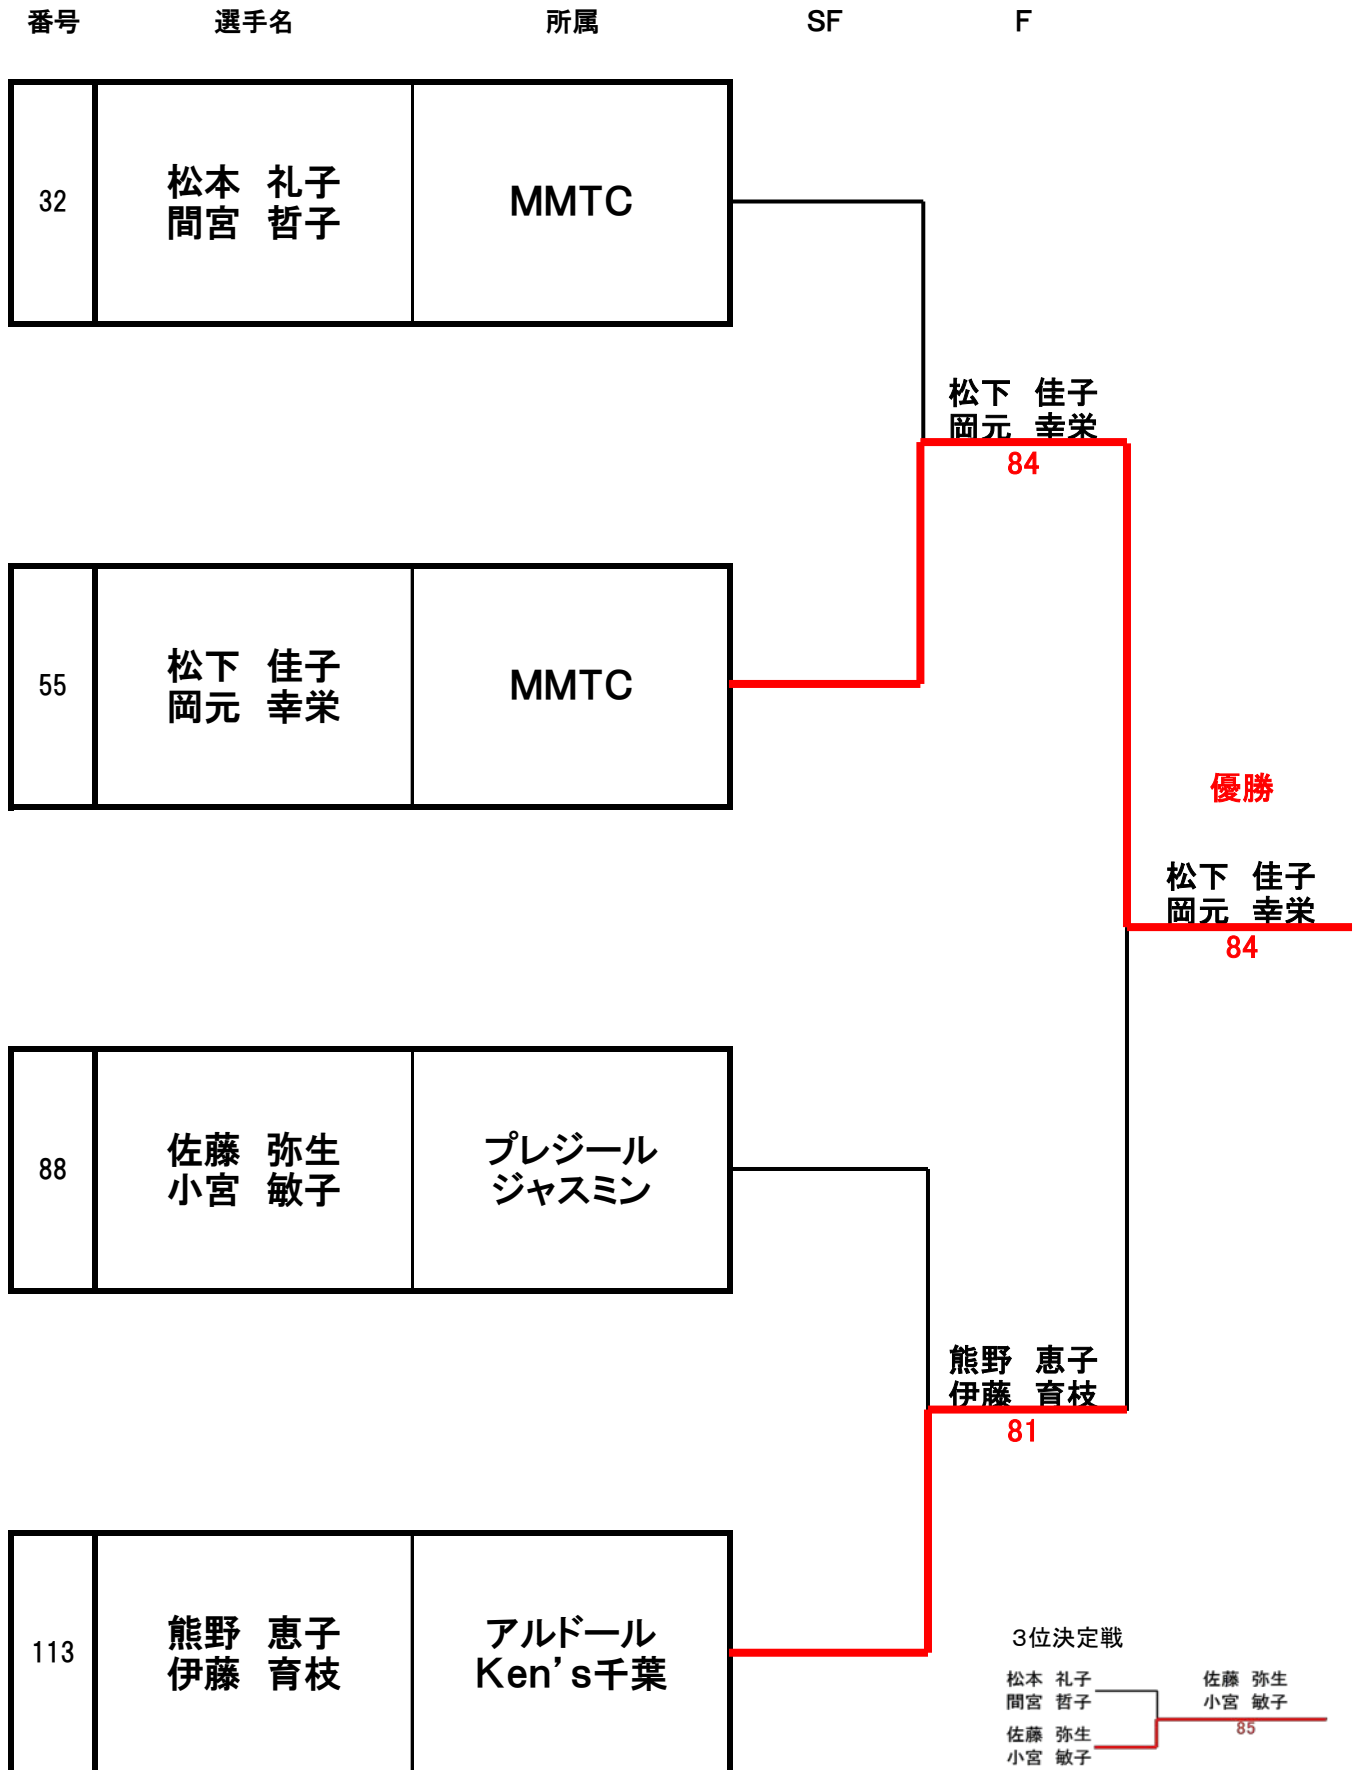 番号 選手名 所属 SF F
32
松本 礼子
間宮 哲子
MMTC
松下 佳子
岡元 幸栄
84
55
松下 佳子
岡元 幸栄
MMTC
優勝
松下 佳子
岡元 幸栄
84
88
佐藤 弥生
小宮 敏子
プレジール
ジャスミン
熊野 恵子
伊藤 育枝
81
113
熊野 恵子
伊藤 育枝
アルドール
Ken's千葉
3位決定戦
松本 礼子
間宮 哲子
佐藤 弥生
小宮 敏子
佐藤 弥生
小宮 敏子
85